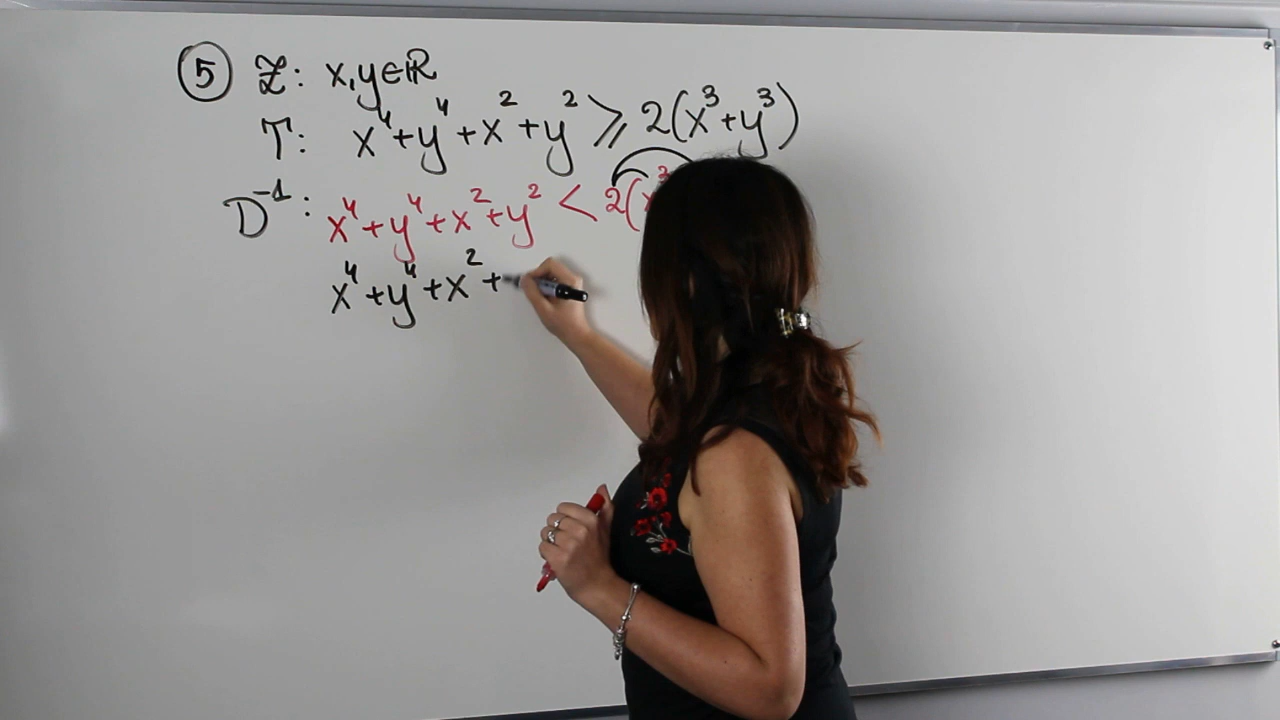 ⑤ Z: x,y∈ℝ
T: x⁴+y⁴+x²+y² ⩾ 2(x³+y³)
D⁻¹: x⁴+y⁴+x²+y² < 2(x³
x⁴+y⁴+x²+